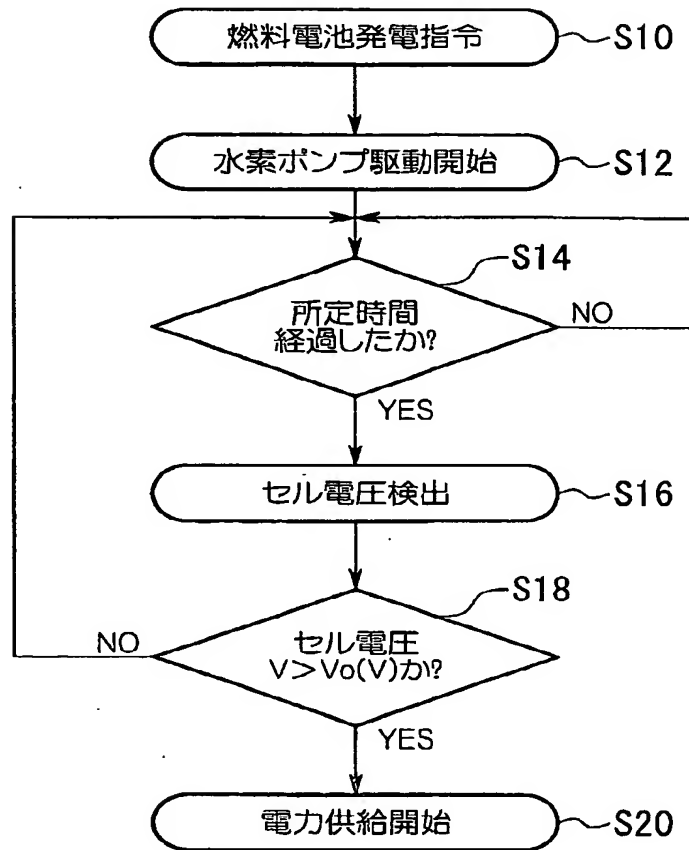 燃料電池発電指令
S10
水素ポンプ駆動開始
S12
S14
所定時間
経過したか?
NO
YES
セル電圧検出
S16
S18
セル電圧
V>Vo(V)か?
NO
YES
電力供給開始
S20